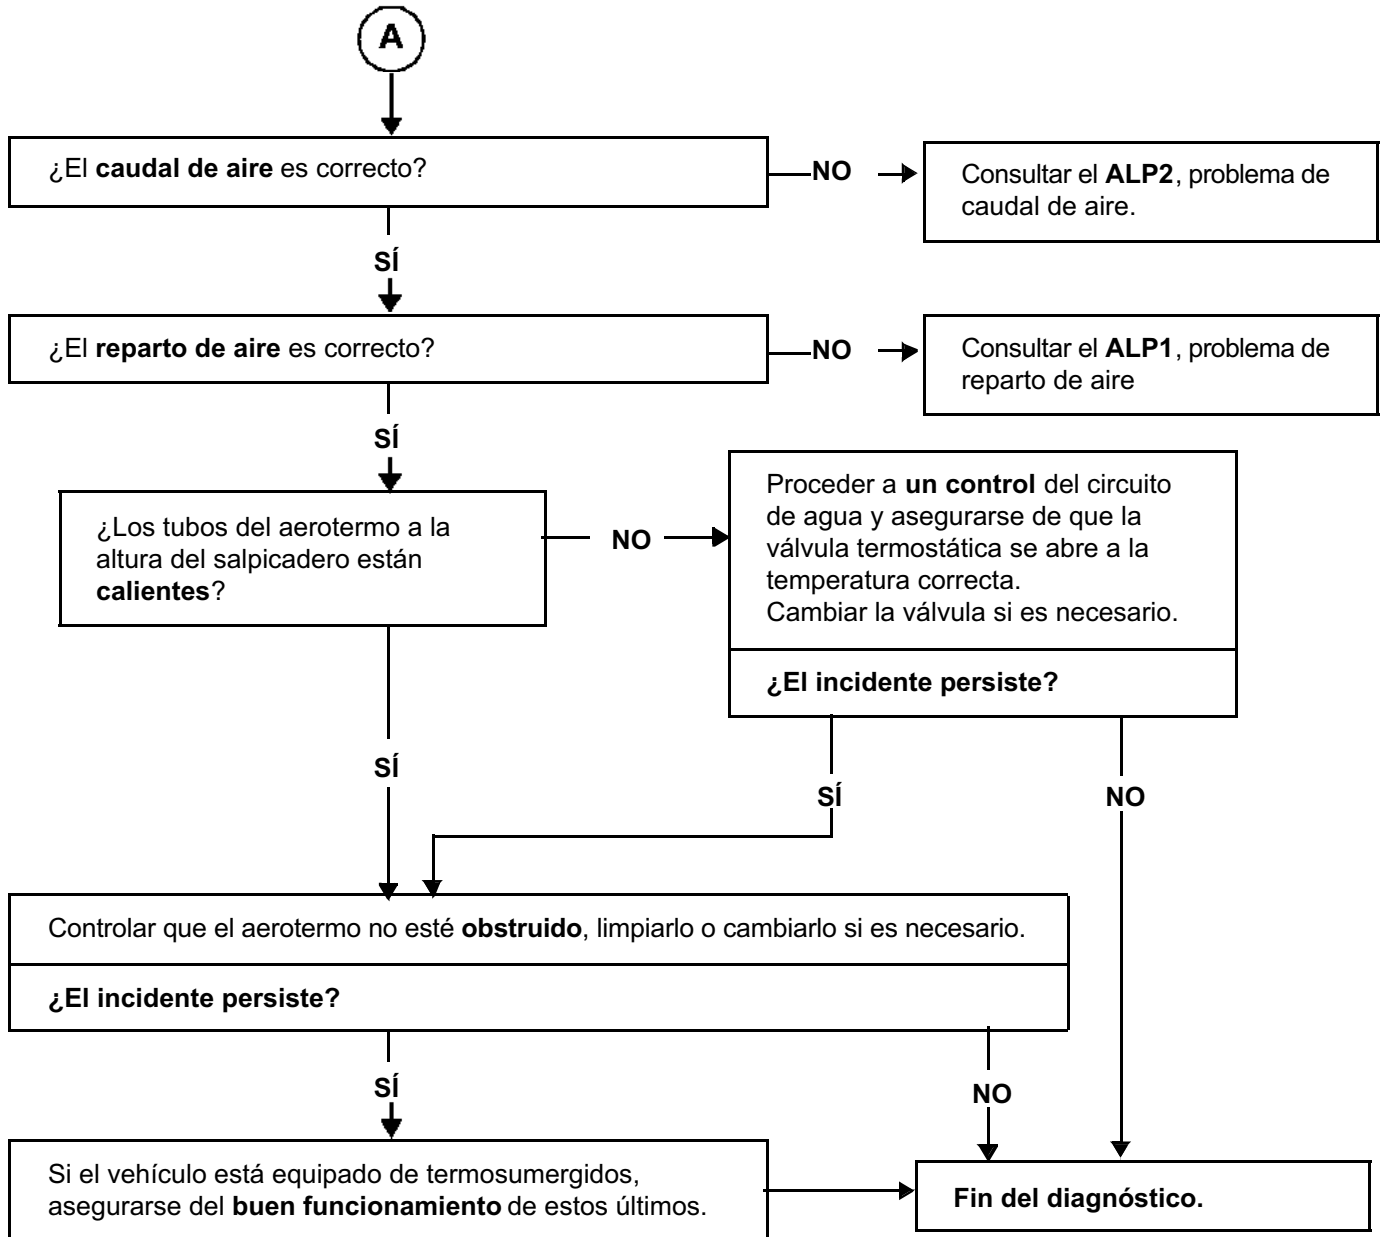 A
¿El caudal de aire es correcto?
NO
Consultar el ALP2, problema de
caudal de aire.
SÍ
¿El reparto de aire es correcto?
NO
Consultar el ALP1, problema de
reparto de aire
SÍ
¿Los tubos del aerotermo a la
altura del salpicadero están
calientes?
NO
Proceder a un control del circuito
de agua y asegurarse de que la
válvula termostática se abre a la
temperatura correcta.
Cambiar la válvula si es necesario.
¿El incidente persiste?
SÍ
SÍ
NO
Controlar que el aerotermo no esté obstruido, limpiarlo o cambiarlo si es necesario.
¿El incidente persiste?
SÍ
NO
Si el vehículo está equipado de termosumergidos,
asegurarse del buen funcionamiento de estos últimos.
Fin del diagnóstico.